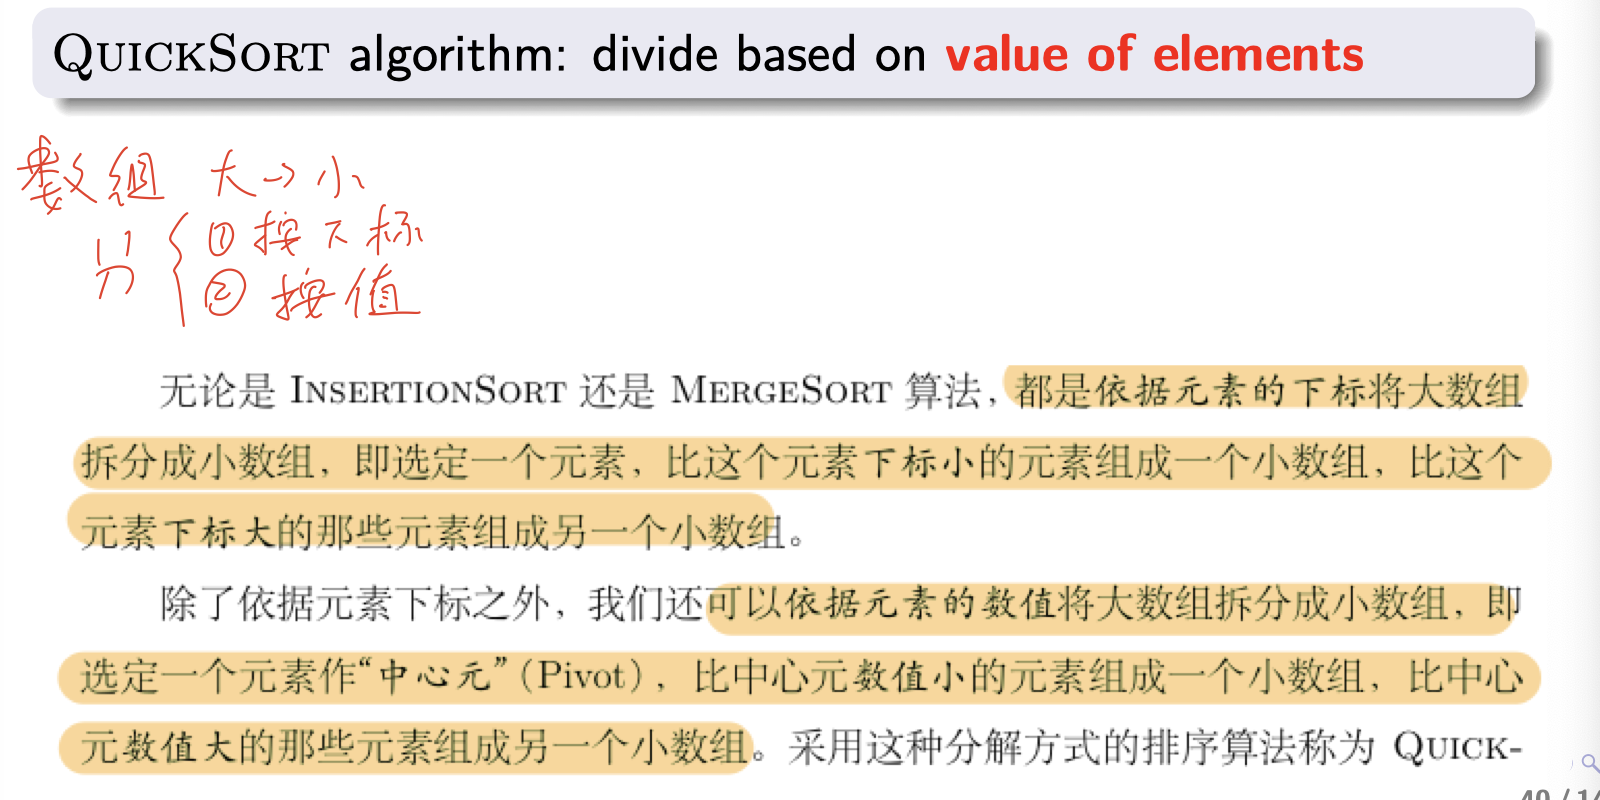 QUICKSORT algorithm: divide based on value of elements
数组 大→小
分 { ① 按下标
② 按值
无论是 INSERTIONSORT 还是 MERGESORT 算法，都是依据元素的下标将大数组
拆分成小数组，即选定一个元素，比这个元素下标小的元素组成一个小数组，比这个
元素下标大的那些元素组成另一个小数组。
除了依据元素下标之外，我们还可以依据元素的数值将大数组拆分成小数组，即
选定一个元素作“中心元”（Pivot），比中心元数值小的元素组成一个小数组，比中心
元数值大的那些元素组成另一个小数组。采用这种分解方式的排序算法称为 QUICK-